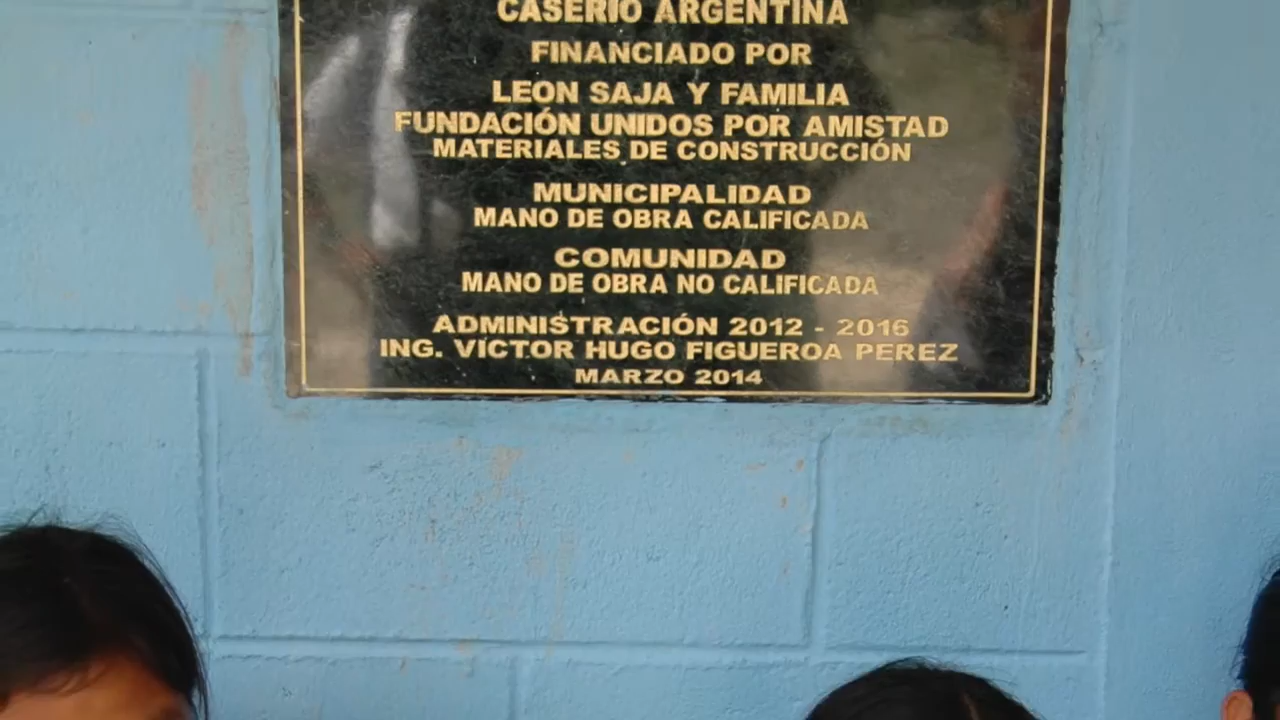 CASERIO ARGENTINA
FINANCIADO POR
LEON SAJA Y FAMILIA
FUNDACIÓN UNIDOS POR AMISTAD
MATERIALES DE CONSTRUCCIÓN
MUNICIPALIDAD
MANO DE OBRA CALIFICADA
COMUNIDAD
MANO DE OBRA NO CALIFICADA
ADMINISTRACIÓN 2012 - 2016
ING. VÍCTOR HUGO FIGUEROA PEREZ
MARZO 2014